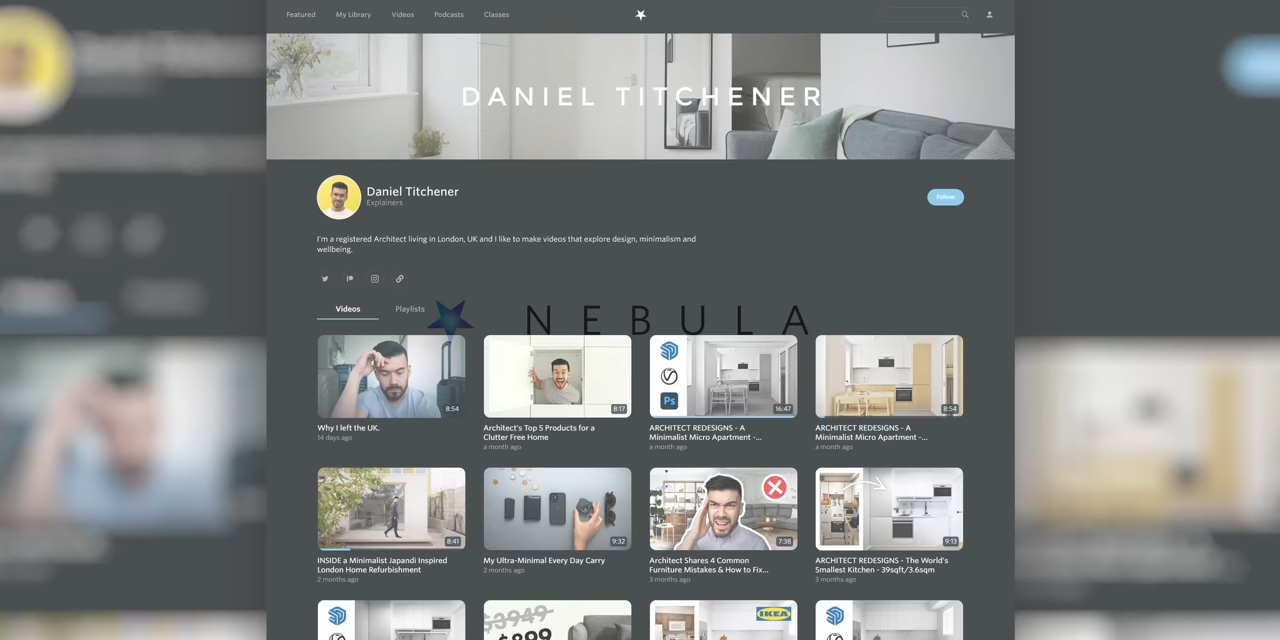 Featured My Library Videos Podcasts Classes
DANIEL TITCHENER
Daniel Titchener
Explainers
Follow
I'm a registered Architect living in London, UK and I like to make videos that explore design, minimalism and
wellbeing.
Videos Playlists
NEBULA
8:54
8:17
Ps
16:47
8:54
Why I left the UK.
14 days ago
Architect's Top 5 Products for a
Clutter Free Home
a month ago
ARCHITECT REDESIGNS - A
Minimalist Micro Apartment -...
a month ago
ARCHITECT REDESIGNS - A
Minimalist Micro Apartment -...
a month ago
8:41
9:32
7:38
9:13
INSIDE a Minimalist Japandi Inspired
London Home Refurbishment
2 months ago
My Ultra-Minimal Every Day Carry
2 months ago
Architect Shares 4 Common
Furniture Mistakes & How to Fix...
3 months ago
ARCHITECT REDESIGNS - The World's
Smallest Kitchen - 39sqft/3.6sqm
3 months ago
$3949
$899
IKEA